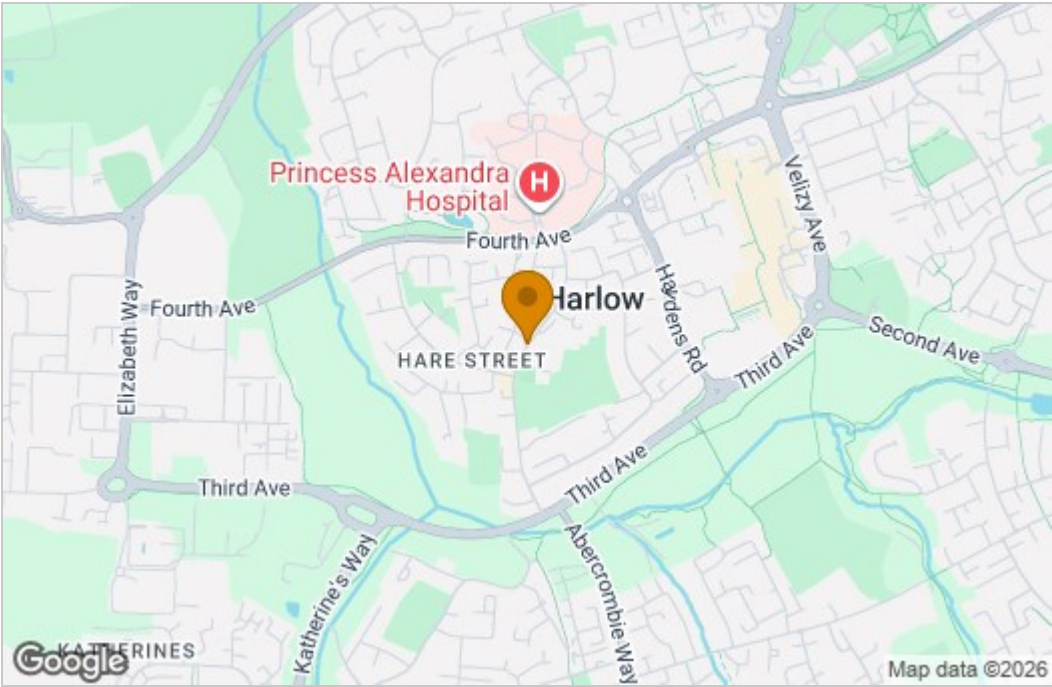 Princess Alexandra
Hospital
H
Fourth Ave
Velizy Ave
Fourth Ave
Elizabeth Way
Harlow
Hardens Rd
HARE STREET
Third Ave
Second Ave
Third Ave
Third Ave
Katherine's Way
Abercrombie Way
KATHERINES
Google
Map data ©2026